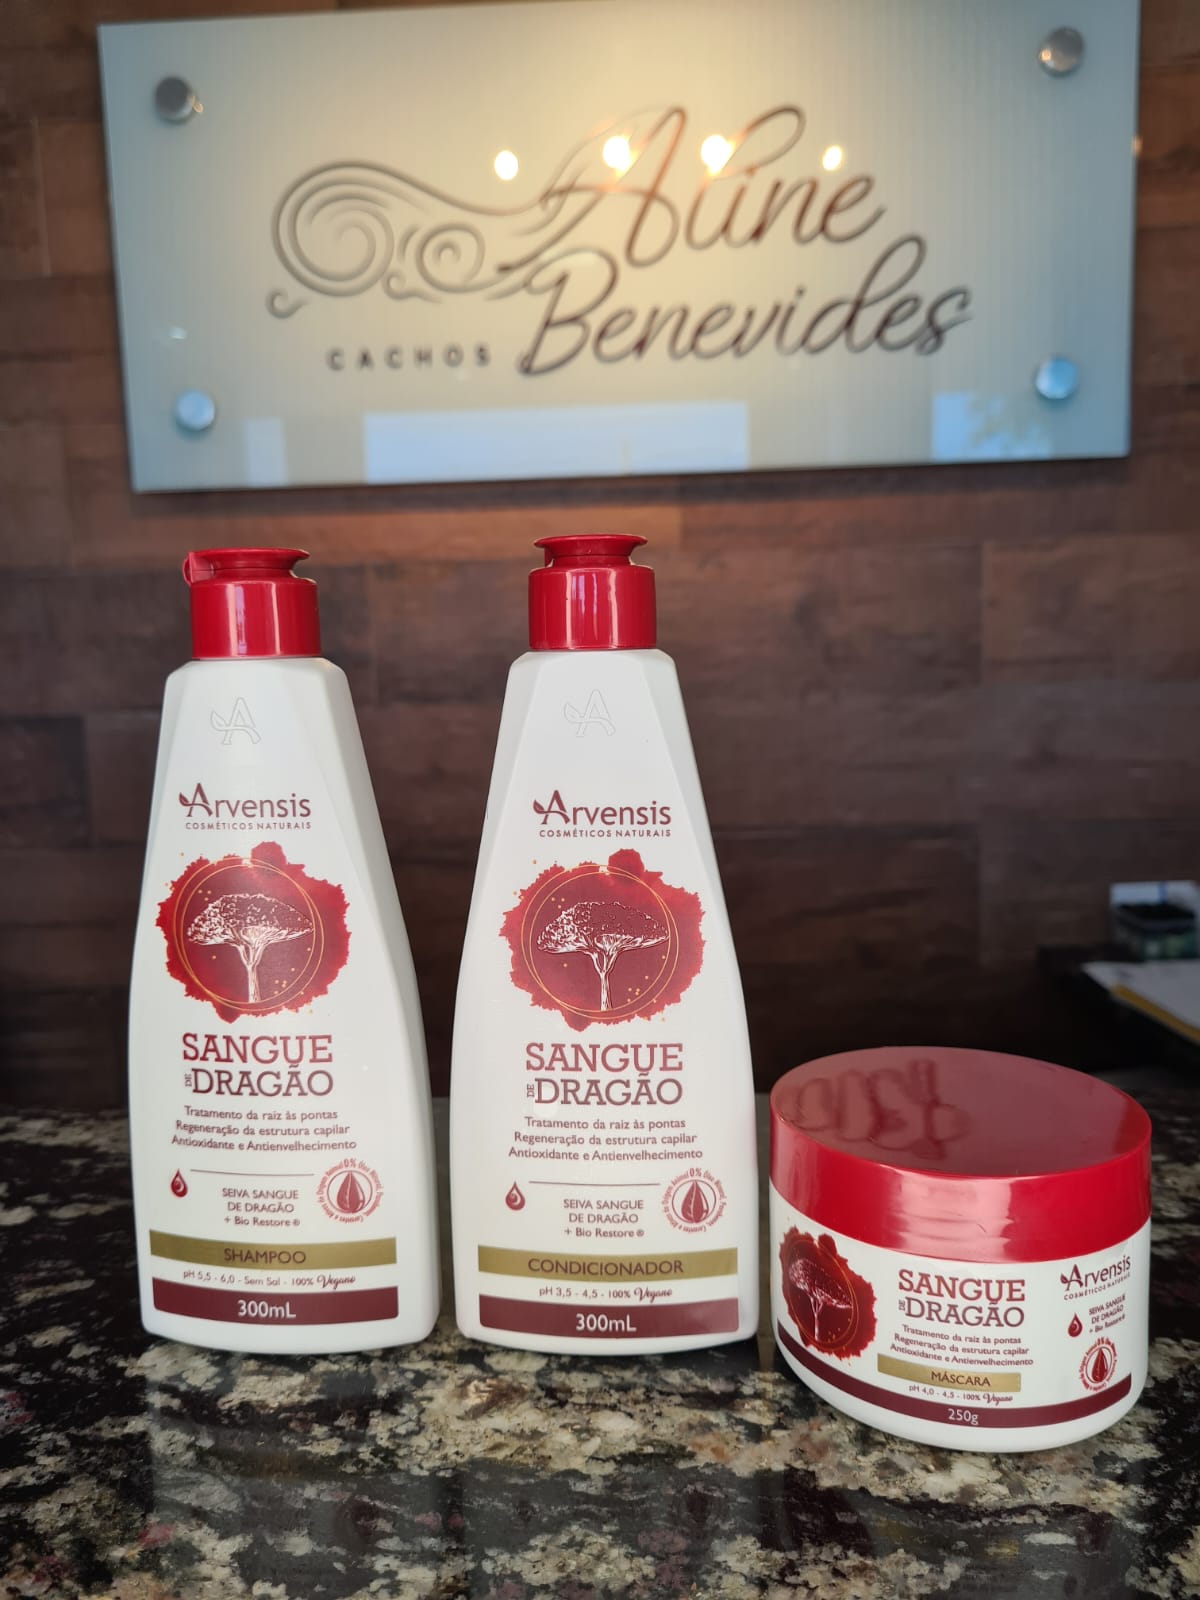 Aline
Benevides
CACHOS
Arvensis
COSMÉTICOS NATURAIS
SANGUE
DE DRAGÃO
Tratamento da raiz às pontas
Regeneração da estrutura capilar
Antioxidante e Antienvelhecimento
SEIVA SANGUE
DE DRAGÃO
+ Bio Restore ®
SHAMPOO
pH 5,5 - 6,0 - Sem Sal - 100% Vegano
300mL
Arvensis
COSMÉTICOS NATURAIS
SANGUE
DE DRAGÃO
Tratamento da raiz às pontas
Regeneração da estrutura capilar
Antioxidante e Antienvelhecimento
SEIVA SANGUE
DE DRAGÃO
+ Bio Restore ®
CONDICIONADOR
pH 3,5 - 4,5 - 100% Vegano
300mL
SANGUE
DE DRAGÃO
Tratamento da raiz às pontas
Regeneração da estrutura capilar
Antioxidante e Antienvelhecimento
MÁSCARA
pH 4,0 - 4,5 - 100% Vegano
250g
Arvensis
COSMÉTICOS NATURAIS
SEIVA SANGUE
DE DRAGÃO
+ Bio Restore ®